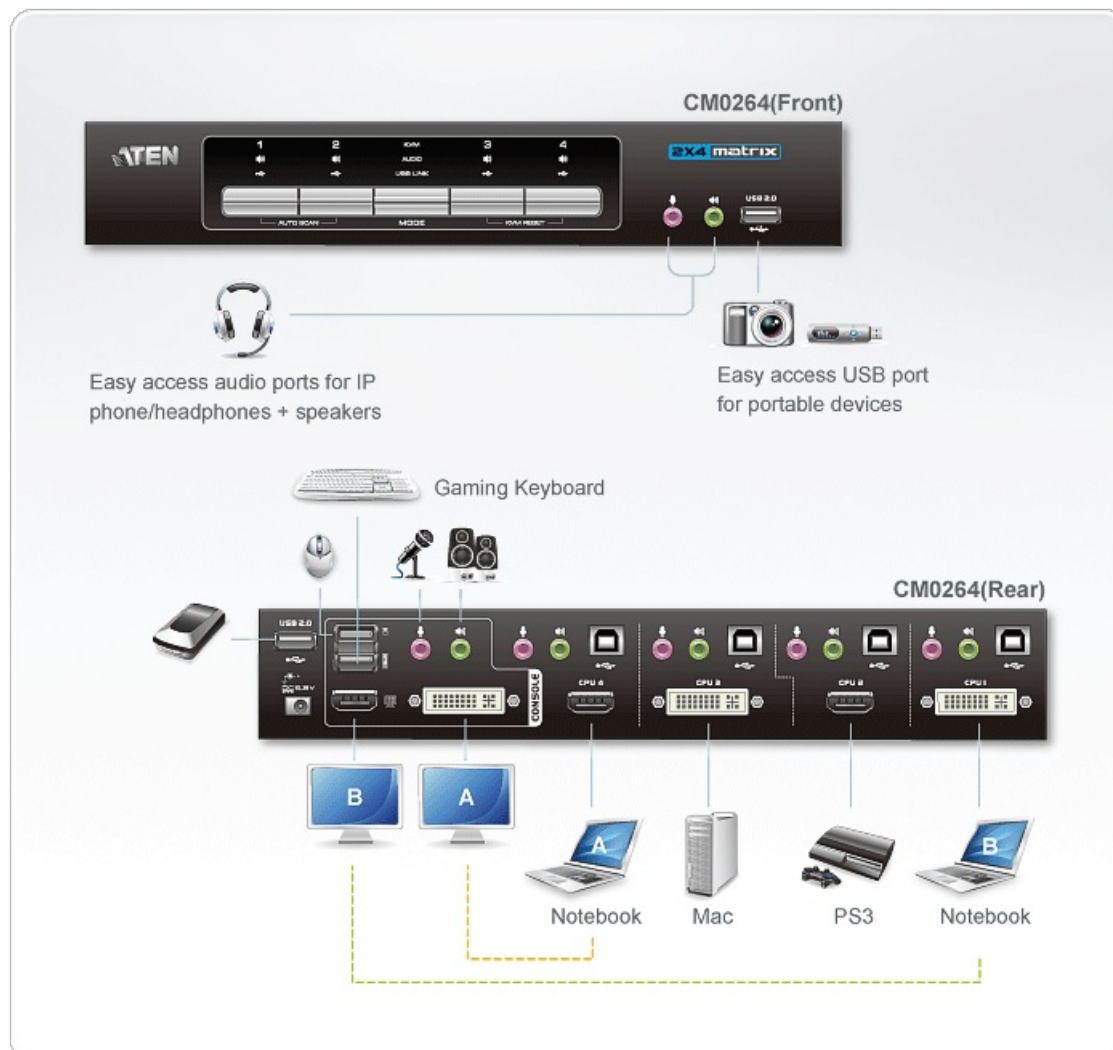 CM0264(Front)
ATEN
1 2 KVM 3 4
AUDIO
USB LINK
AUTO SCAN MODE KVM RESET
2X4 matrix
USB 2.0
Easy access audio ports for IP
phone/headphones + speakers
Easy access USB port
for portable devices
Gaming Keyboard
CM0264(Rear)
USB 2.0
CONSOLE
CPU 4 CPU 3 CPU 2 CPU 1
B A
A B
Notebook Mac PS3 Notebook